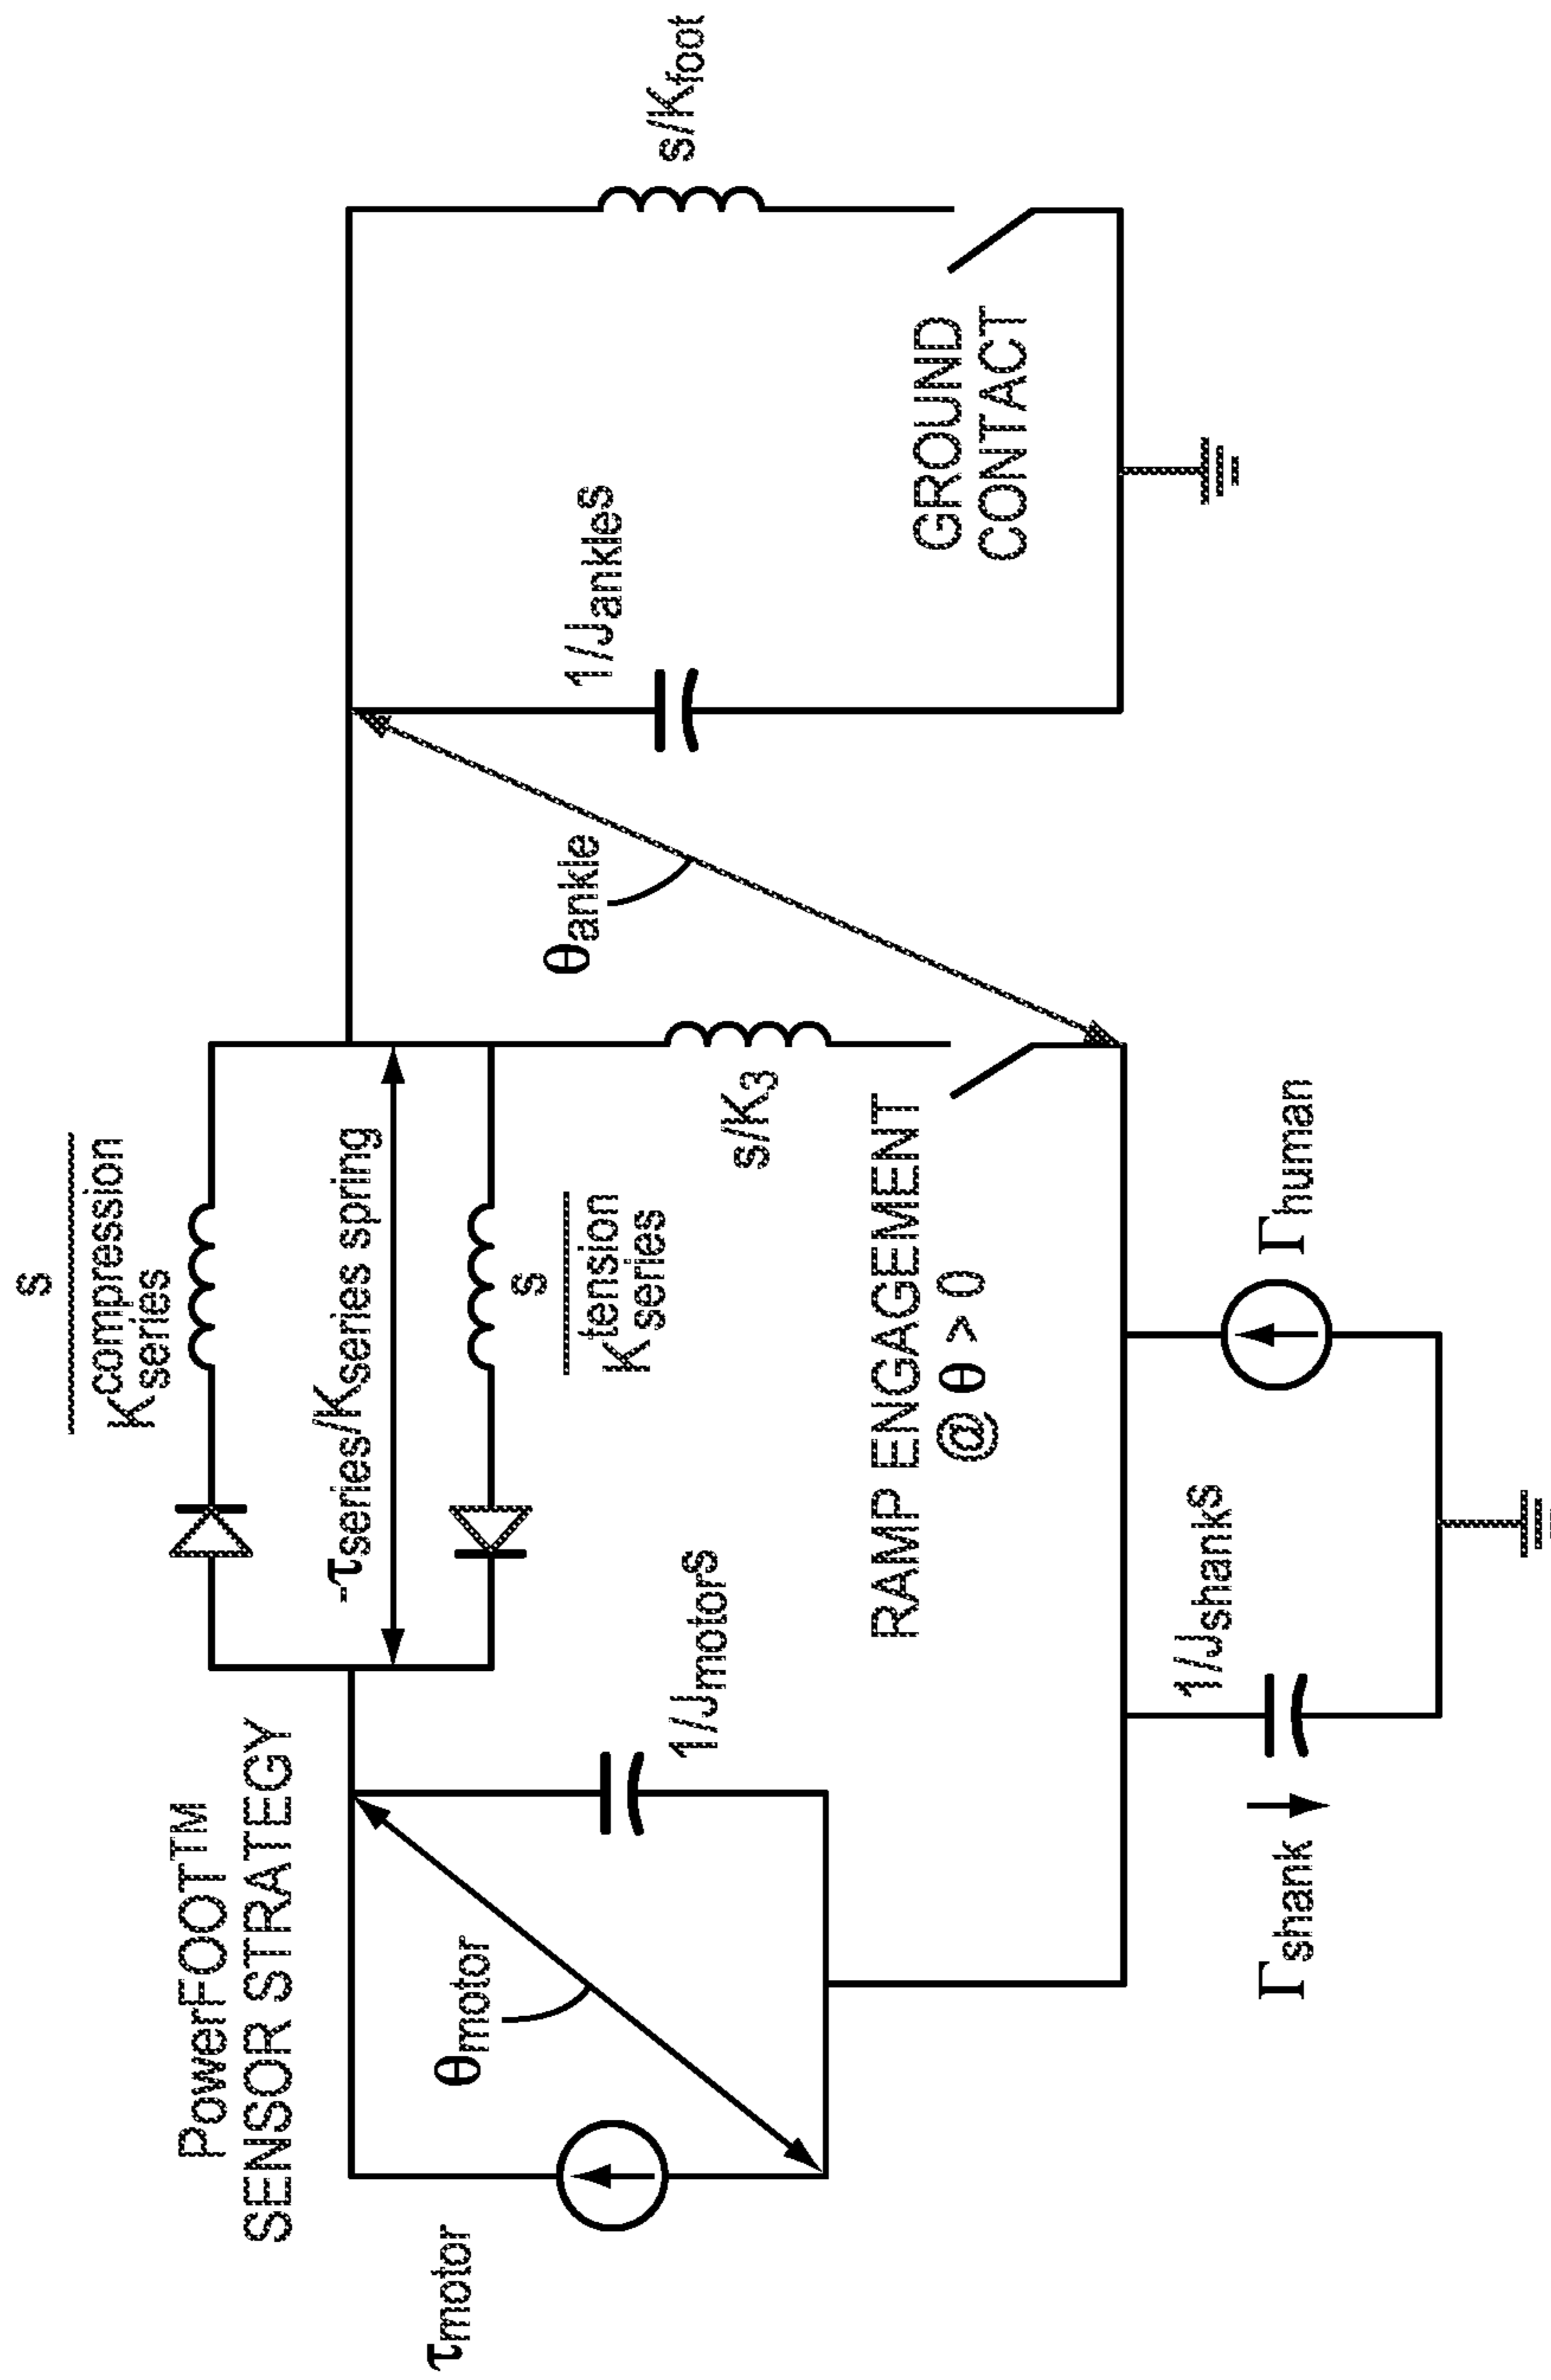 PowerFOOT™
SENSOR STRATEGY
τmotor
θmotor
1/Jmotors
s
Kcompression
series
-τseries/Kseries spring
s
Ktension
series
s/K3
RAMP ENGAGEMENT
@ θ > 0
θankle
1/Jankles
s/Kfoot
GROUND
CONTACT
Γshank
1/Jshanks
Γhuman